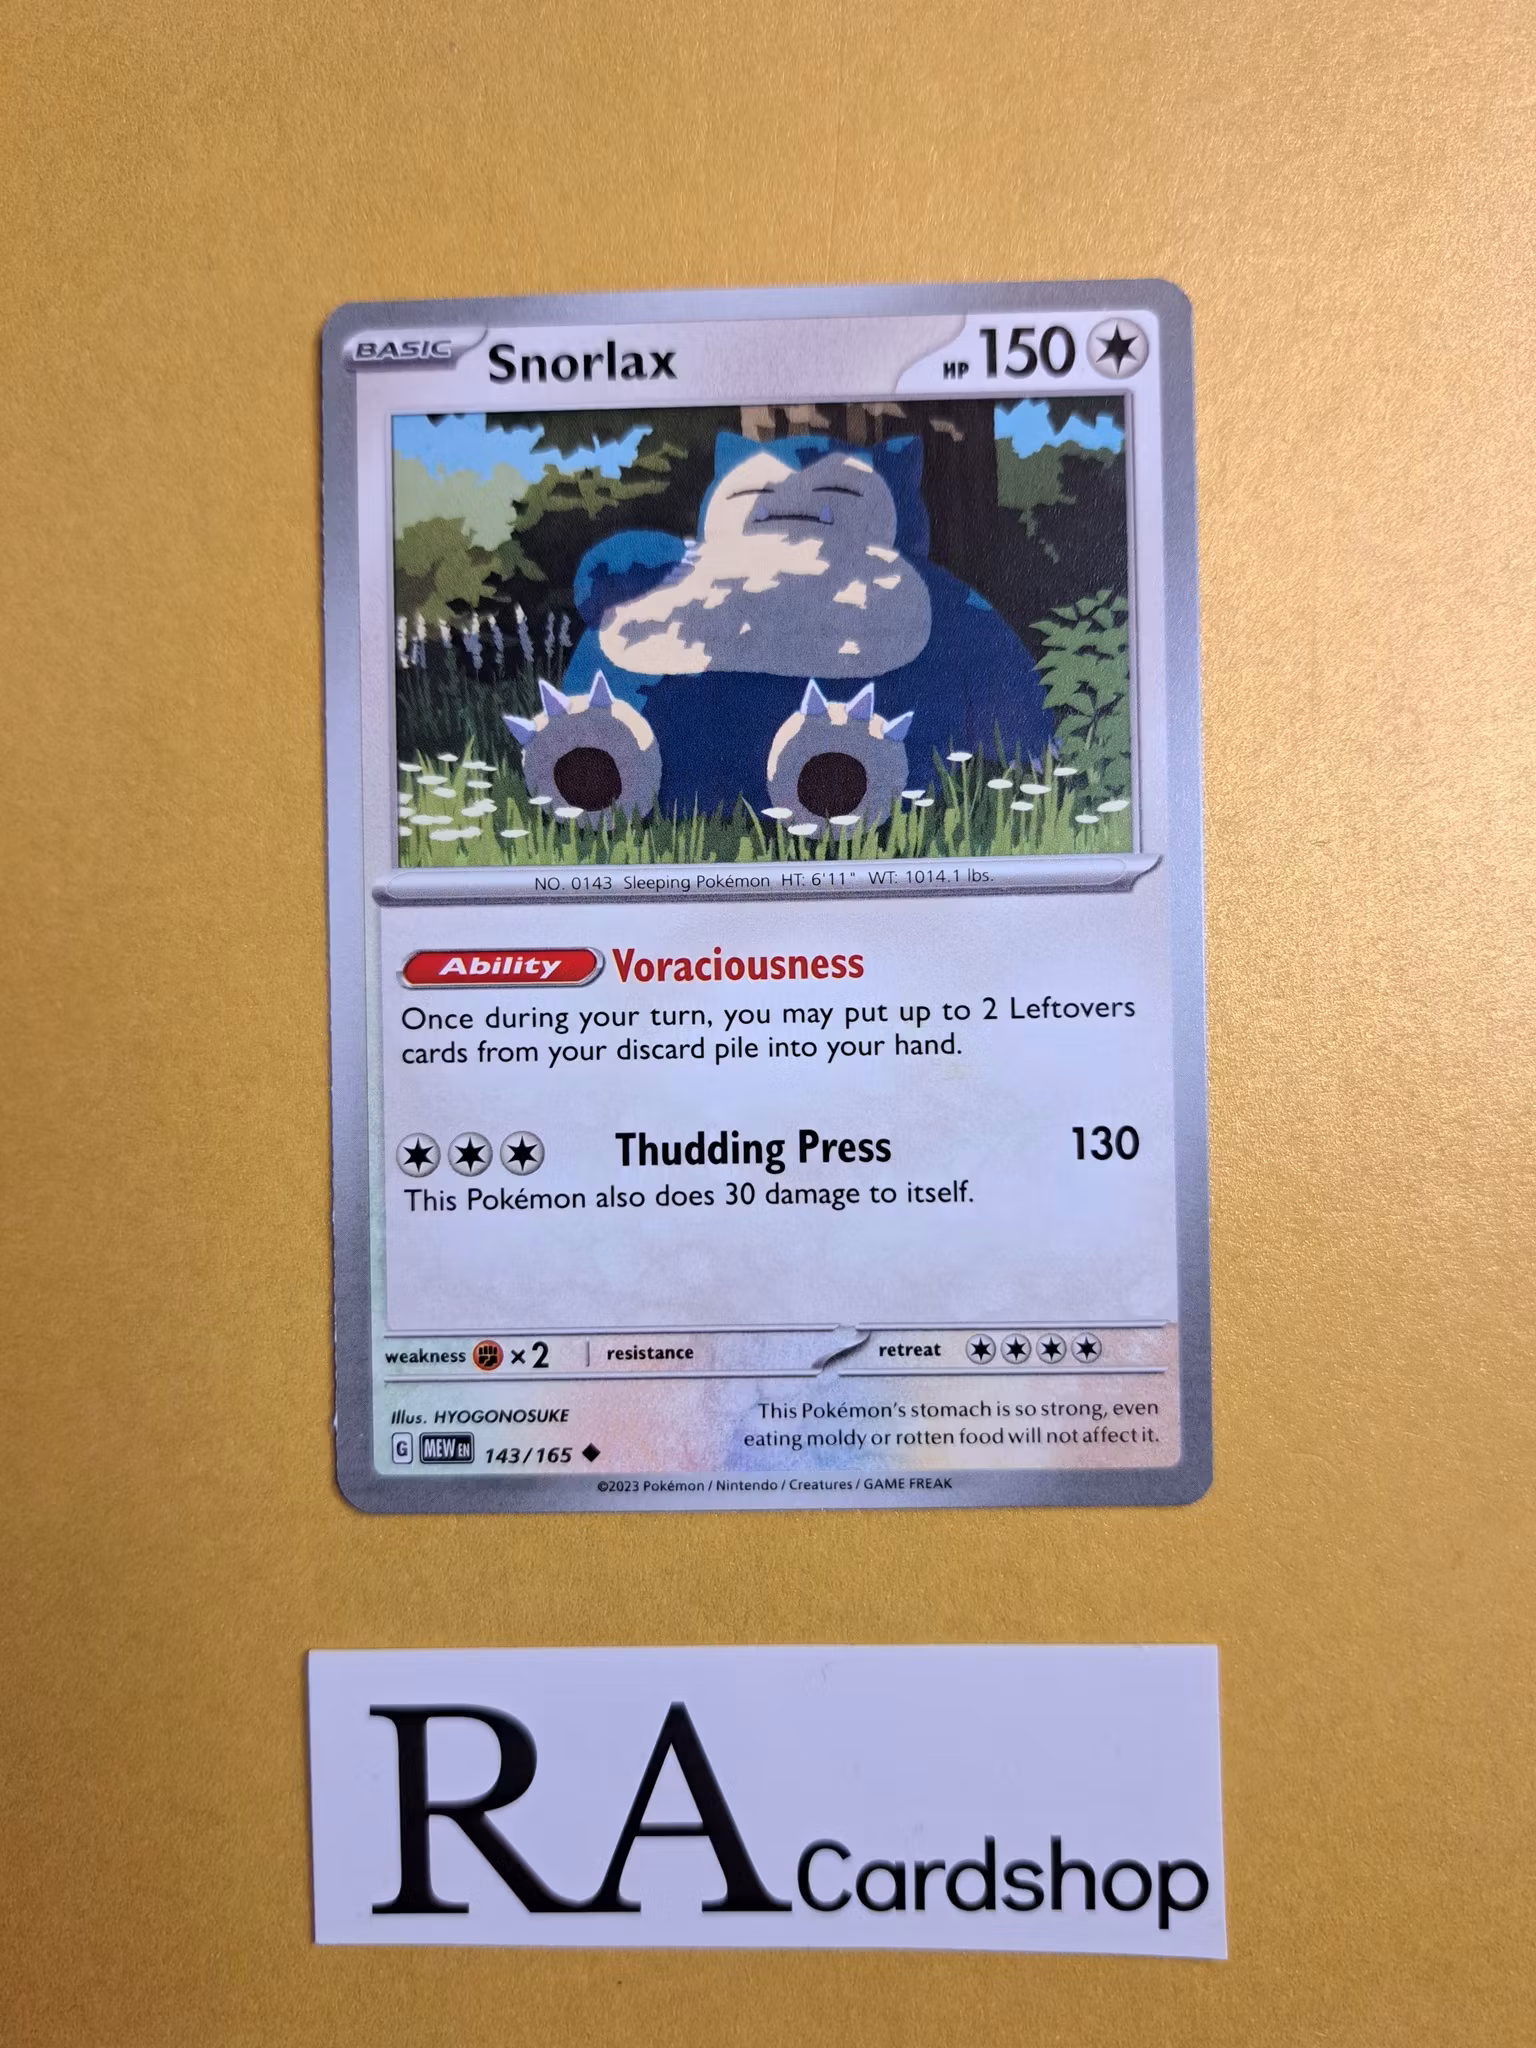 BASIC Snorlax HP 150
NO. 0143 Sleeping Pokémon HT: 6'11" WT: 1014.1 lbs.
Ability Voraciousness
Once during your turn, you may put up to 2 Leftovers
cards from your discard pile into your hand.
Thudding Press 130
This Pokémon also does 30 damage to itself.
weakness ×2 resistance retreat
Illus. HYOGONOSUKE
This Pokémon's stomach is so strong, even
eating moldy or rotten food will not affect it.
G MEW EN 143/165
©2023 Pokémon / Nintendo / Creatures / GAME FREAK
RA Cardshop